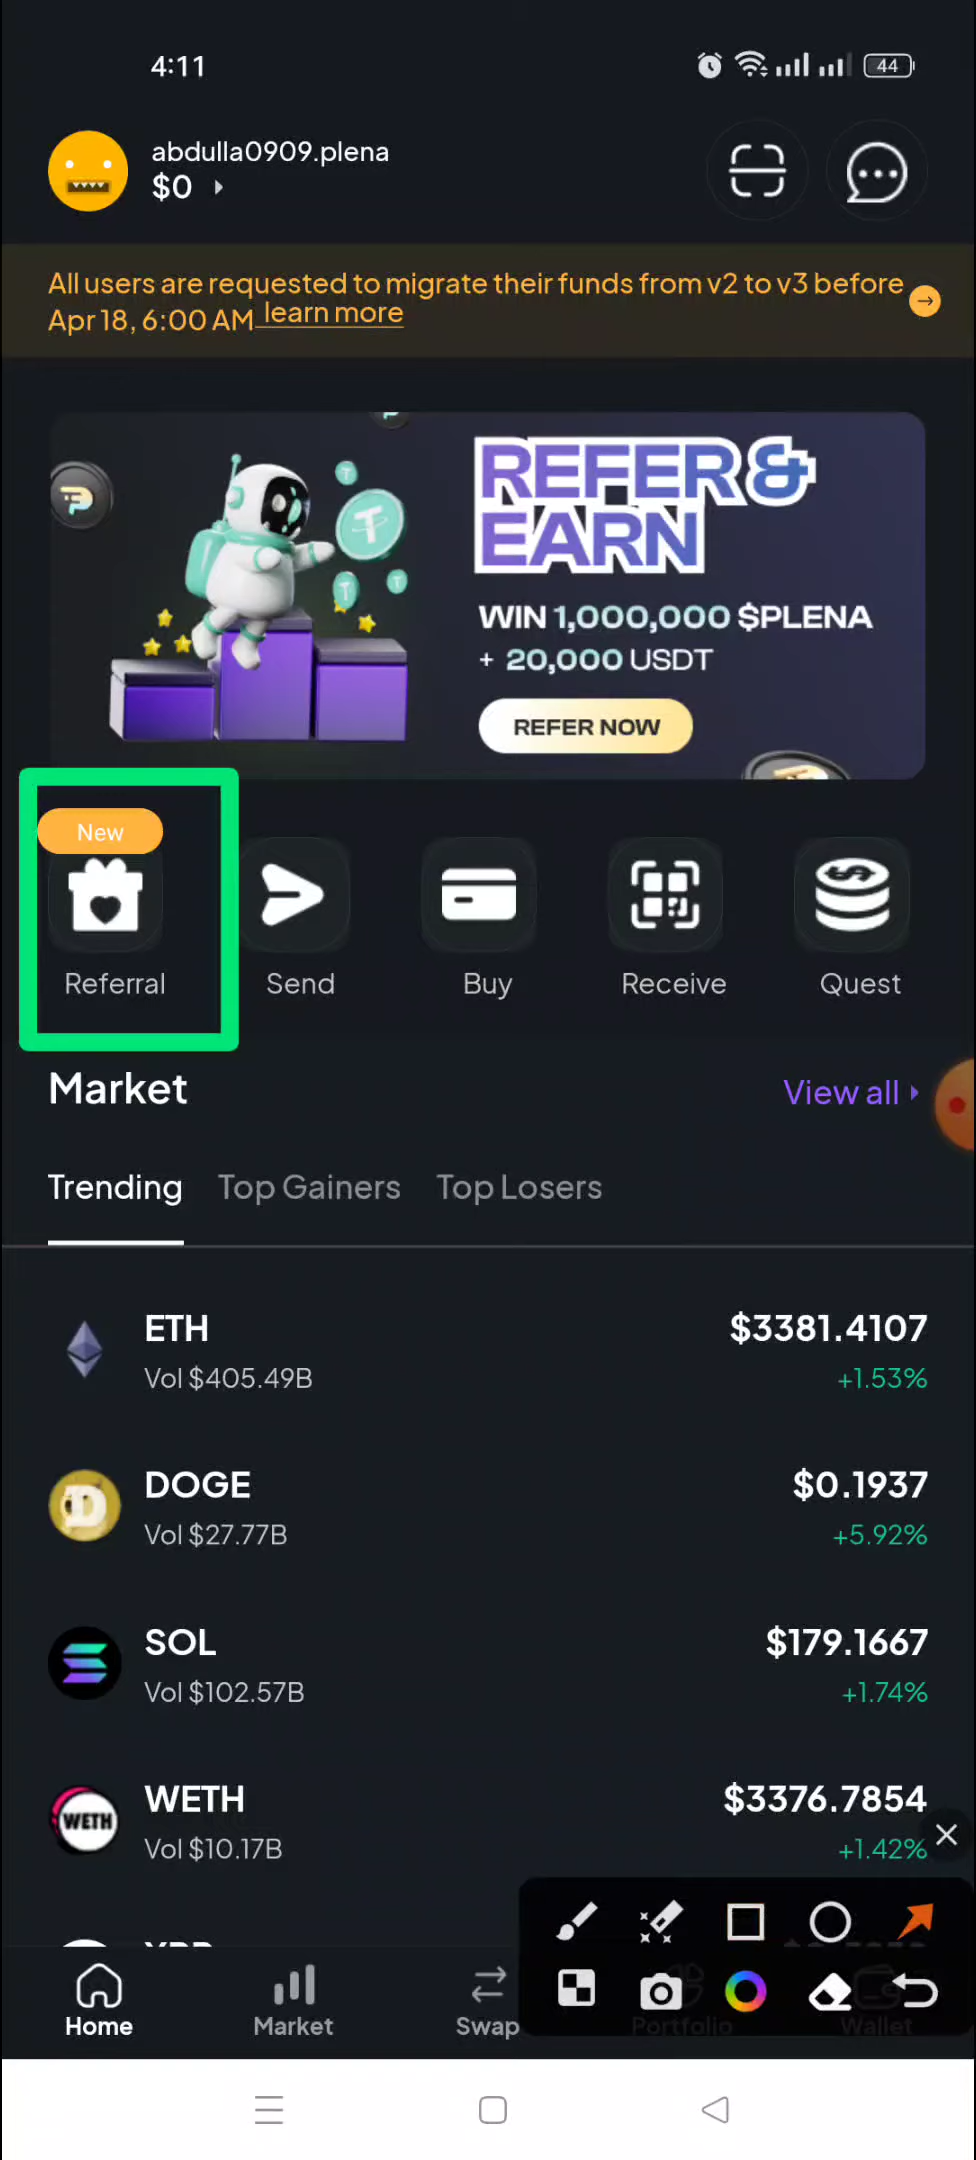 4:11
44
abdulla0909.plena
$0
All users are requested to migrate their funds from v2 to v3 before
Apr 18, 6:00 AM learn more
REFER &
EARN
WIN 1,000,000 $PLENA
+ 20,000 USDT
REFER NOW
New
Referral
Send
Buy
Receive
Quest
Market
View all
Trending
Top Gainers
Top Losers
ETH
$3381.4107
Vol $405.49B
+1.53%
DOGE
$0.1937
Vol $27.77B
+5.92%
SOL
$179.1667
Vol $102.57B
+1.74%
WETH
WETH
$3376.7854
Vol $10.17B
+1.42%
Home
Market
Swap
Portfolio
Wallet